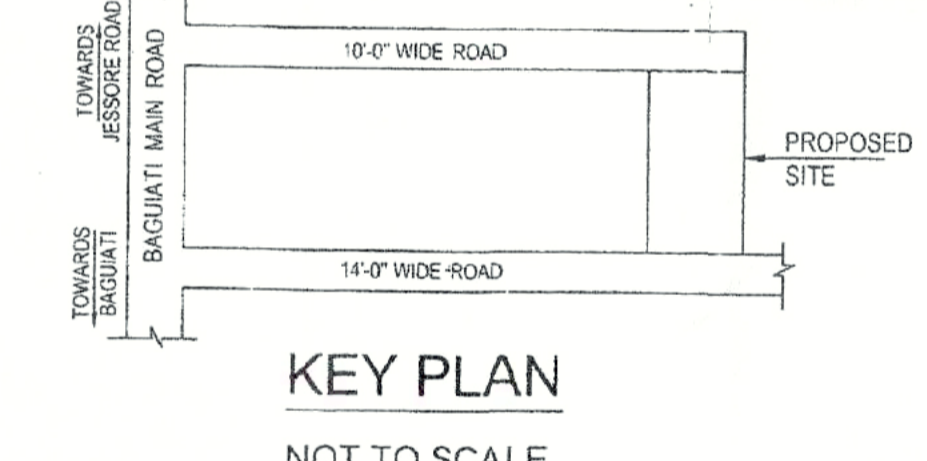 TOWARDS
JESSORE ROAD
BAGUIATI MAIN ROAD
10'-0" WIDE ROAD
PROPOSED
SITE
TOWARDS
BAGUIATI
14'-0" WIDE ROAD
KEY PLAN
NOT TO SCALE